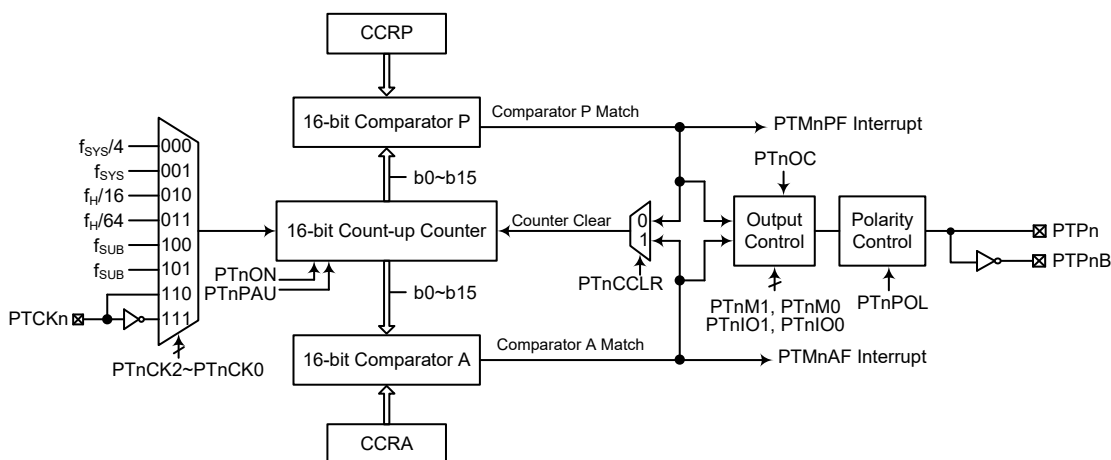 CCRP
16-bit Comparator P
Comparator P Match
PTMnPF Interrupt
b0~b15
PTnOC
fSYS/4
000
fSYS
001
fH/16
010
fH/64
011
fSUB
100
fSUB
101
110
111
PTCKn
PTnCK2~PTnCK0
16-bit Count-up Counter
PTnON
PTnPAU
Counter Clear
0
1
PTnCCLR
Output
Control
Polarity
Control
PTPn
PTPnB
PTnM1, PTnM0
PTnIO1, PTnIO0
PTnPOL
b0~b15
16-bit Comparator A
Comparator A Match
PTMnAF Interrupt
CCRA